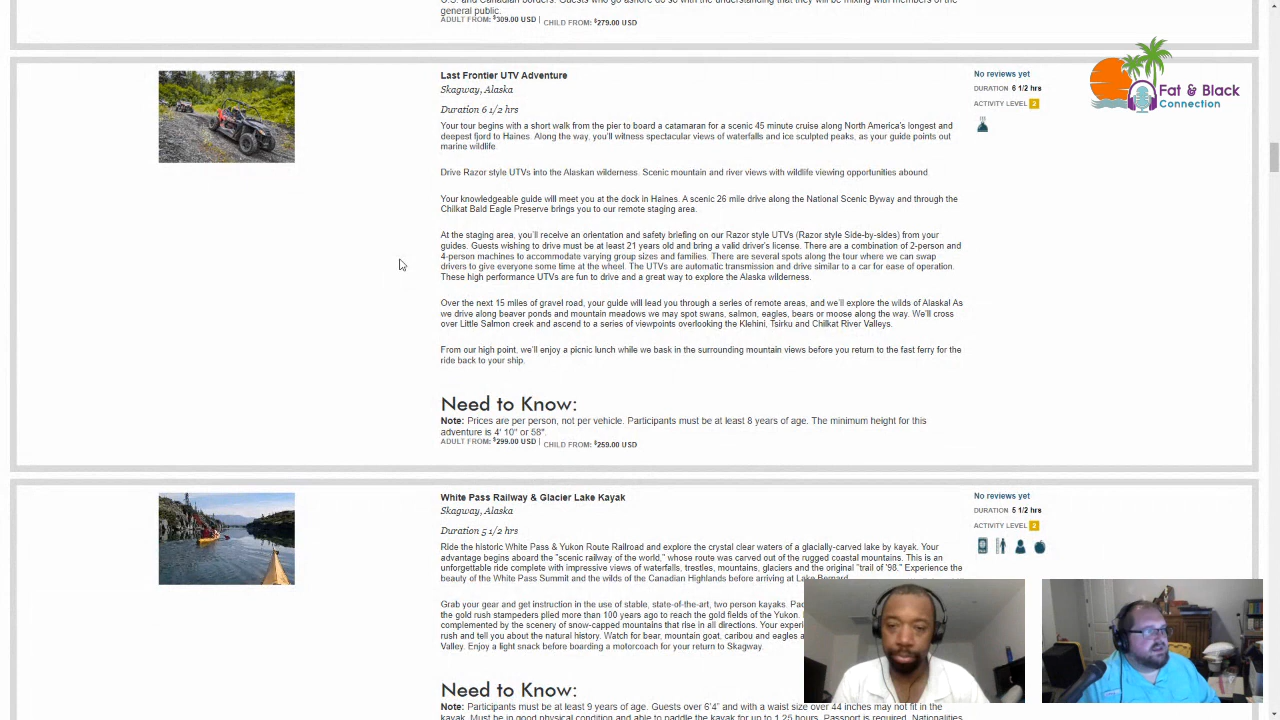 U.S. and Canadian borders. Guests who go ashore do so with the understanding that they will be mixing with members of the
general public.
ADULT FROM: $309.00 USD | CHILD FROM: $279.00 USD
Last Frontier UTV Adventure
Skagway, Alaska
Duration 6 1/2 hrs
No reviews yet
DURATION 6 1/2 hrs
ACTIVITY LEVEL 2
Fat & Black
Connection
Your tour begins with a short walk from the pier to board a catamaran for a scenic 45 minute cruise along North America's longest and
deepest fjord to Haines. Along the way, you'll witness spectacular views of waterfalls and ice sculpted peaks, as your guide points out
marine wildlife.
Drive Razor style UTVs into the Alaskan wilderness. Scenic mountain and river views with wildlife viewing opportunities abound
Your knowledgeable guide will meet you at the dock in Haines. A scenic 26 mile drive along the National Scenic Byway and through the
Chilkat Bald Eagle Preserve brings you to our remote staging area.
At the staging area, you'll receive an orientation and safety briefing on our Razor style UTVs (Razor style Side-by-sides) from your
guides. Guests wishing to drive must be at least 21 years old and bring a valid driver's license. There are a combination of 2-person and
4-person machines to accommodate varying group sizes and families. There are several spots along the tour where we can swap
drivers to give everyone some time at the wheel. The UTVs are automatic transmission and drive similar to a car for ease of operation.
These high performance UTVs are fun to drive and a great way to explore the Alaska wilderness.
Over the next 15 miles of gravel road, your guide will lead you through a series of remote areas, and we'll explore the wilds of Alaska! As
we drive along beaver ponds and mountain meadows we may spot swans, salmon, eagles, bears or moose along the way. We'll cross
over Little Salmon creek and ascend to a series of viewpoints overlooking the Klehini, Tsirku and Chilkat River Valleys.
From our high point, we'll enjoy a picnic lunch while we bask in the surrounding mountain views before you return to the fast ferry for the
ride back to your ship.
Need to Know:
Note: Prices are per person, not per vehicle. Participants must be at least 8 years of age. The minimum height for this
adventure is 4' 10" or 58".
ADULT FROM: $299.00 USD | CHILD FROM: $259.00 USD
White Pass Railway & Glacier Lake Kayak
Skagway, Alaska
Duration 5 1/2 hrs
No reviews yet
DURATION 5 1/2 hrs
ACTIVITY LEVEL 2
Ride the historic White Pass & Yukon Route Railroad and explore the crystal clear waters of a glacially-carved lake by kayak. Your
advantage begins aboard the "scenic railway of the world," whose route was carved out of the rugged coastal mountains. This is an
unforgettable ride complete with impressive views of waterfalls, trestles, mountains, glaciers and the original "trail of '98." Experience the
beauty of the White Pass Summit and the wilds of the Canadian Highlands before arriving at Lake Bernard.
Grab your gear and get instruction in the use of stable, state-of-the-art, two person kayaks.
the gold rush stampeders plied more than 100 years ago to reach the gold fields of the Yukon.
complemented by the scenery of snow-capped mountains that rise in all directions. Your
rush and tell you about the natural history. Watch for bear, mountain goat, caribou and eagles
Valley. Enjoy a light snack before boarding a motorcoach for your return to Skagway.
Need to Know:
Note: Participants must be at least 9 years of age. Guests over 6'4" and with a waist size over 44 inches may not fit in the
kayak. Must be in good physical condition and able to paddle the kayak for up to 1.25 hours. Passport is required. Nationalities